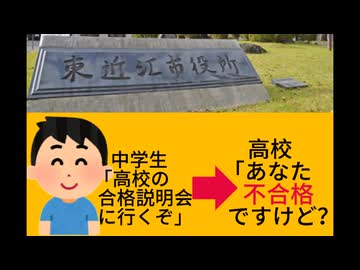 東近江市役所
中学生
「高校の
合格説明会
に行くぞ」
高校
「あなた
不合格
ですけど？